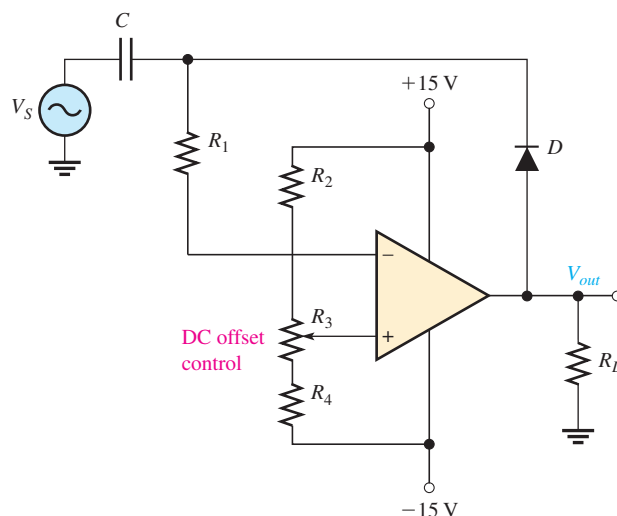 C
V_S
+15 V
R_1
R_2
D
−
V_out
R_3
+
DC offset
control
R_L
R_4
−15 V